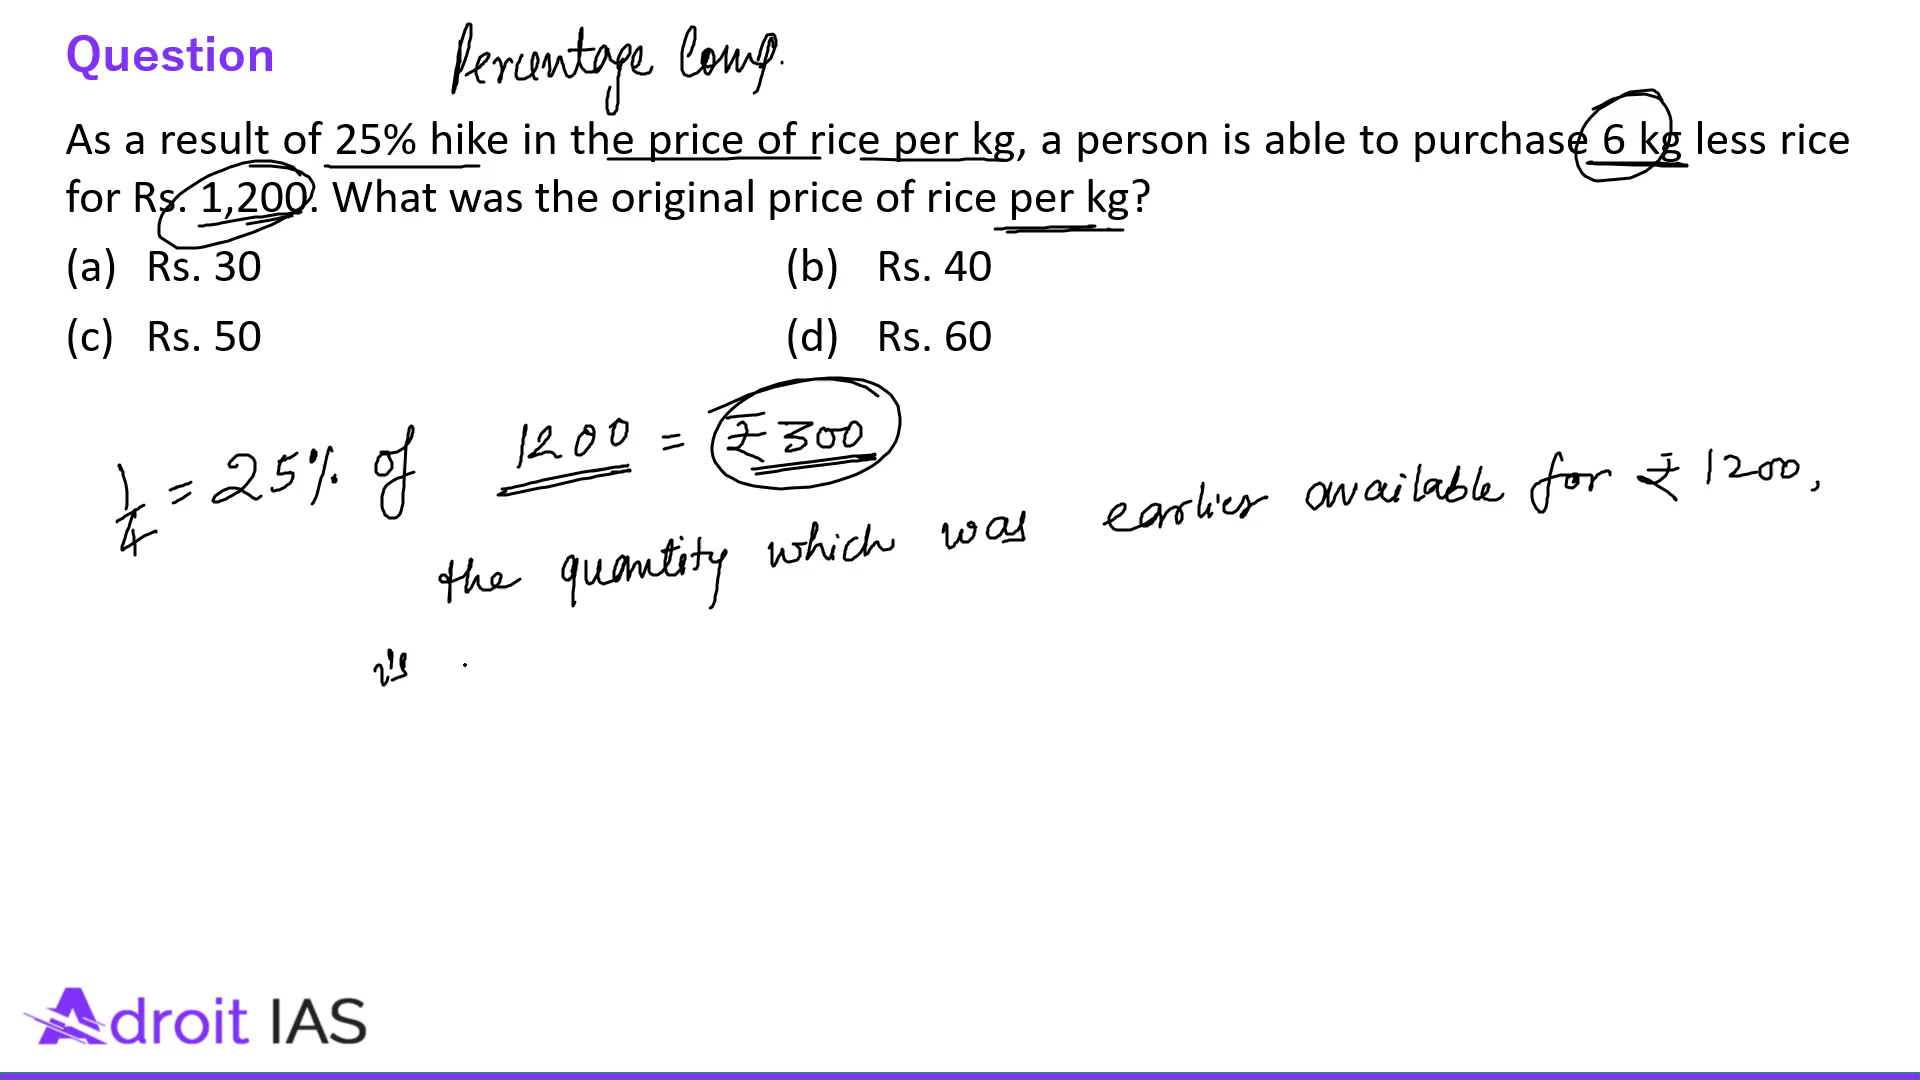 Question Percentage Comp.
As a result of 25% hike in the price of rice per kg, a person is able to purchase 6 kg less rice
for Rs. 1,200. What was the original price of rice per kg?
(a) Rs. 30 (b) Rs. 40
(c) Rs. 50 (d) Rs. 60
1/4 = 25% of 1200 = ₹300
the quantity which was earlier available for ₹ 1200,
is
Adroit IAS